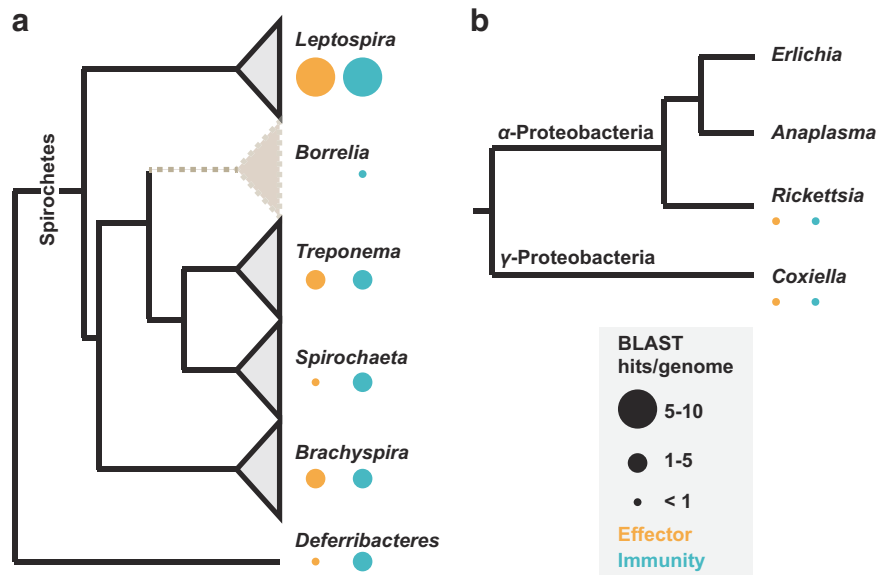 a
Leptospira
Borrelia
Spirochetes
Treponema
Spirochaeta
Brachyspira
Deferribacteres
b
Erlichia
α-Proteobacteria
Anaplasma
Rickettsia
γ-Proteobacteria
Coxiella
BLAST
hits/genome
5-10
1-5
< 1
Effector
Immunity